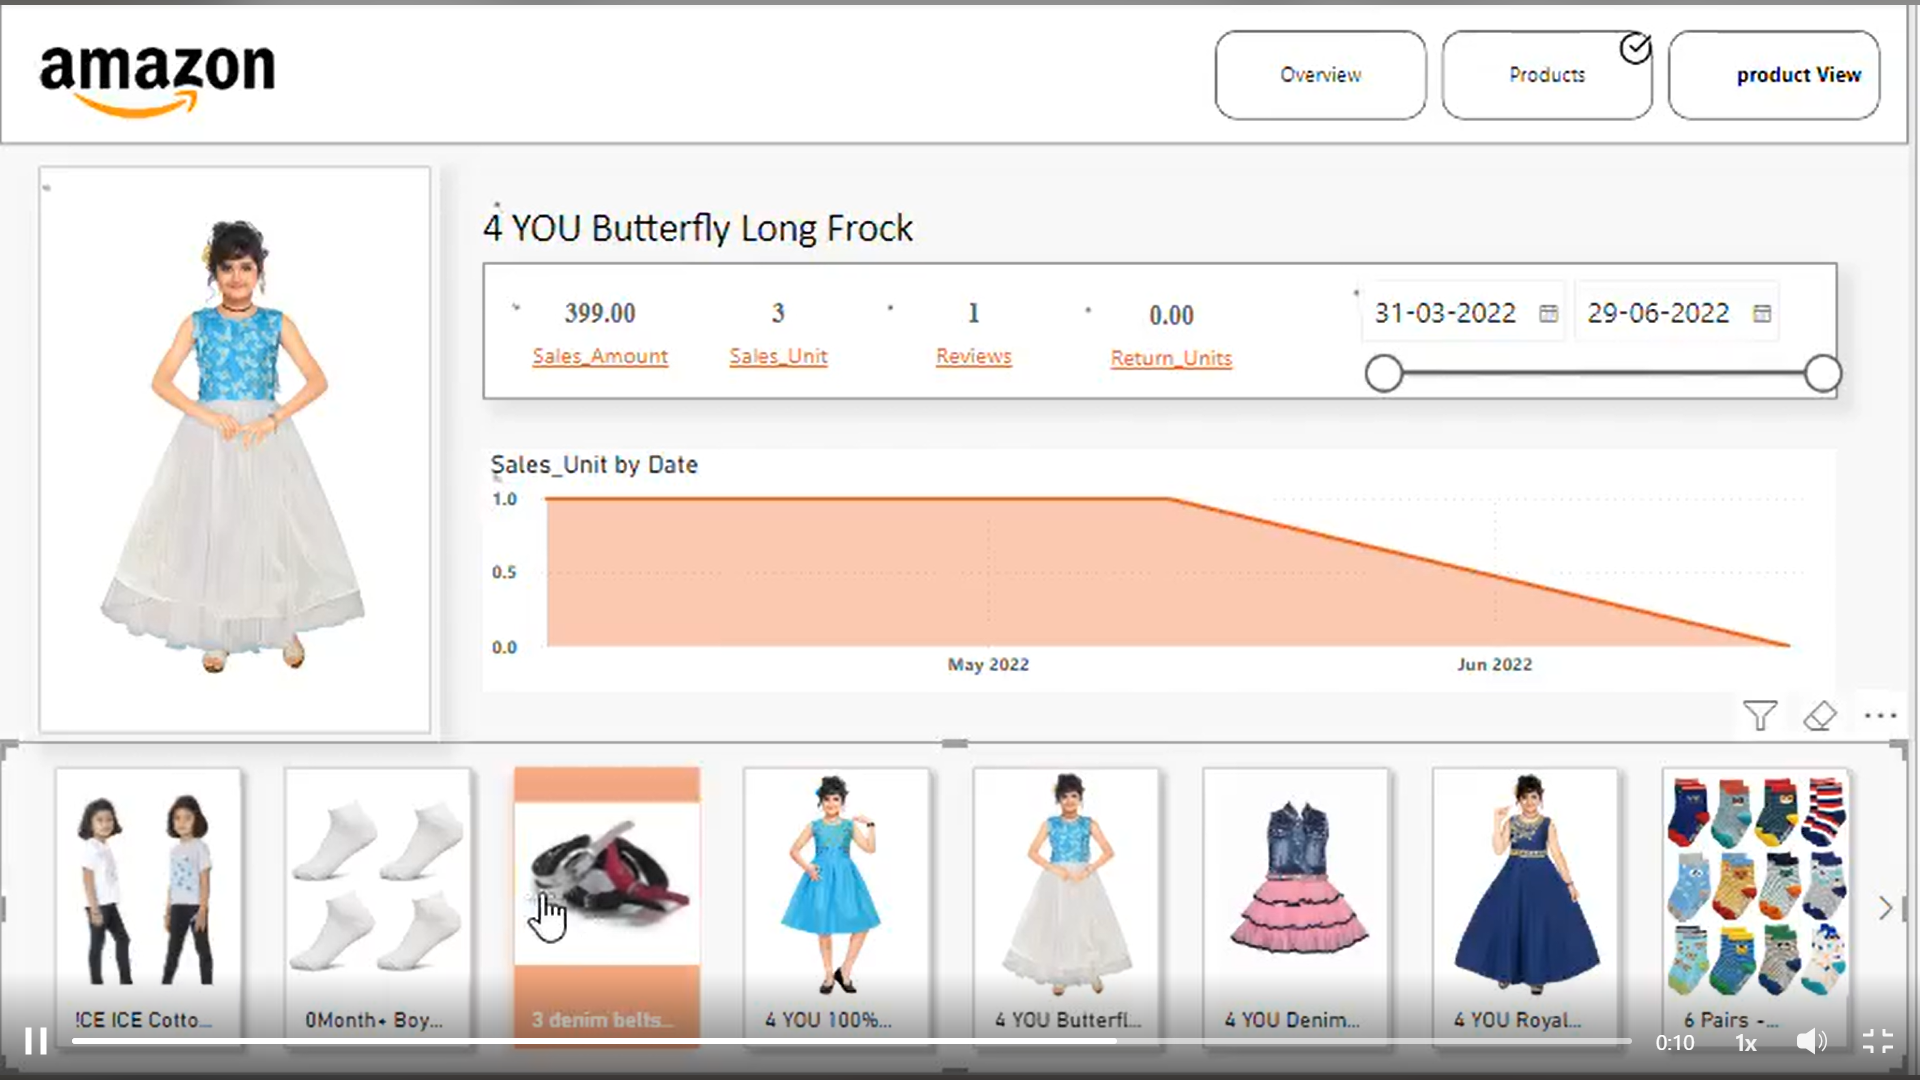 amazon
Overview
Products
product View
4 YOU Butterfly Long Frock
399.00 3 1 0.00
Sales_Amount Sales_Unit Reviews Return_Units
31-03-2022 29-06-2022
Sales_Unit by Date
1.0
0.5
0.0
May 2022 Jun 2022
!CE ICE Cotto...
0Month+ Boy...
3 denim belts...
4 YOU 100%...
4 YOU Butterfl...
4 YOU Denim...
4 YOU Royal...
6 Pairs -...
0:10 1x